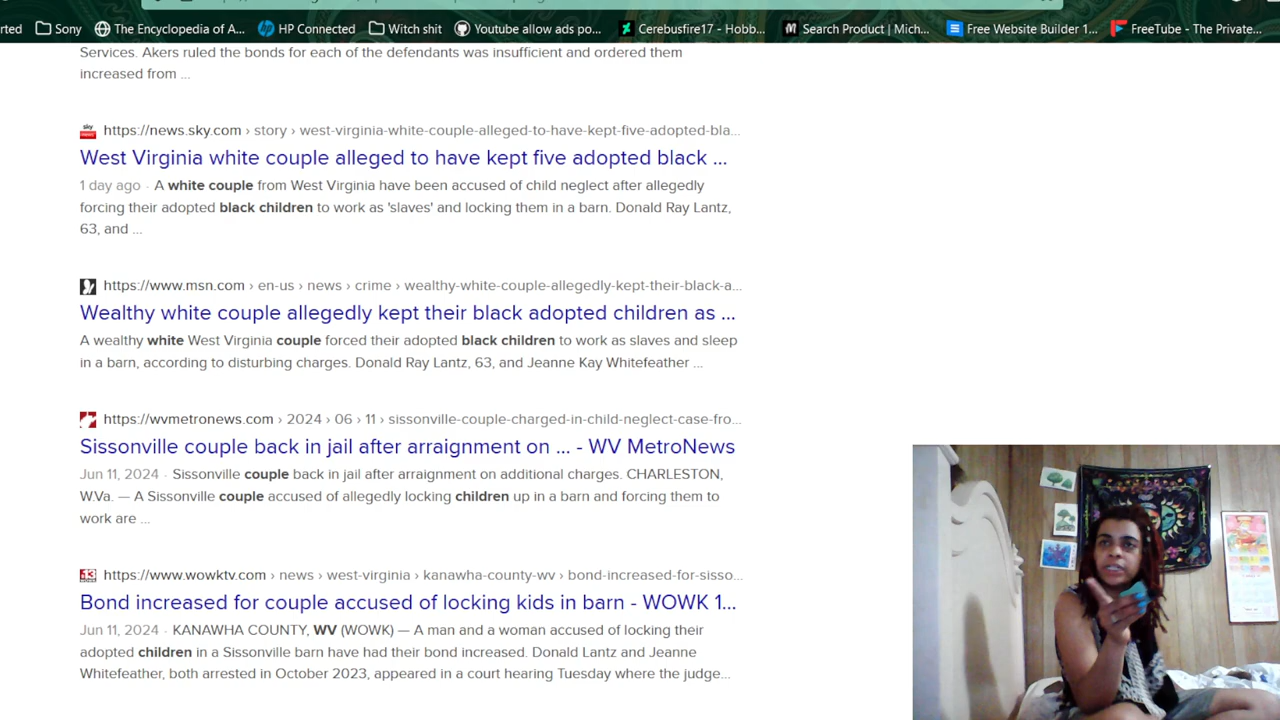 rted Sony The Encyclopedia of A... HP Connected Witch shit Youtube allow ads po... Cerebusfire17 - Hobb... Search Product | Mich... Free Website Builder 1... FreeTube - The Private...
Services. Akers ruled the bonds for each of the defendants was insufficient and ordered them
increased from ...
sky news
https://news.sky.com › story › west-virginia-white-couple-alleged-to-have-kept-five-adopted-bla...
West Virginia white couple alleged to have kept five adopted black ...
1 day ago · A white couple from West Virginia have been accused of child neglect after allegedly
forcing their adopted black children to work as 'slaves' and locking them in a barn. Donald Ray Lantz,
63, and ...
https://www.msn.com › en-us › news › crime › wealthy-white-couple-allegedly-kept-their-black-a...
Wealthy white couple allegedly kept their black adopted children as ...
A wealthy white West Virginia couple forced their adopted black children to work as slaves and sleep
in a barn, according to disturbing charges. Donald Ray Lantz, 63, and Jeanne Kay Whitefeather ...
https://wvmetronews.com › 2024 › 06 › 11 › sissonville-couple-charged-in-child-neglect-case-fro...
Sissonville couple back in jail after arraignment on ... - WV MetroNews
Jun 11, 2024 · Sissonville couple back in jail after arraignment on additional charges. CHARLESTON,
W.Va. — A Sissonville couple accused of allegedly locking children up in a barn and forcing them to
work are ...
13 https://www.wowktv.com › news › west-virginia › kanawha-county-wv › bond-increased-for-sisso...
Bond increased for couple accused of locking kids in barn - WOWK 1...
Jun 11, 2024 · KANAWHA COUNTY, WV (WOWK) — A man and a woman accused of locking their
adopted children in a Sissonville barn have had their bond increased. Donald Lantz and Jeanne
Whitefeather, both arrested in October 2023, appeared in a court hearing Tuesday where the judge...